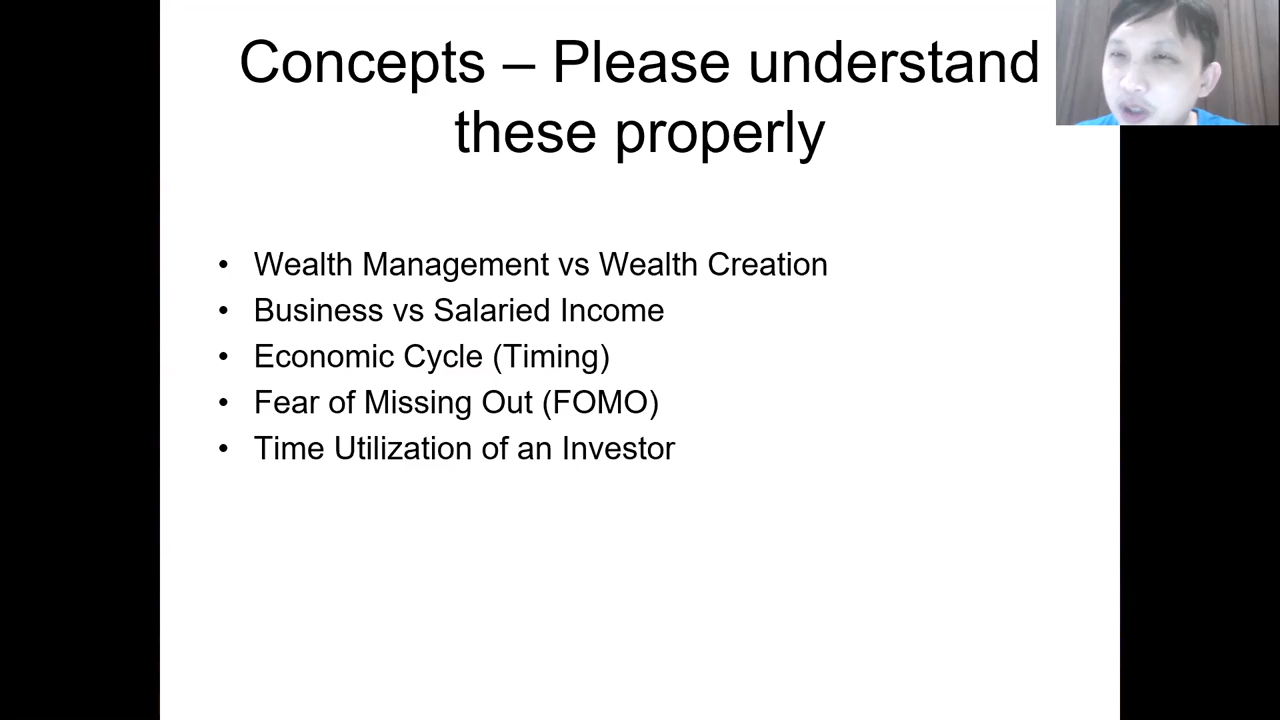 Concepts – Please understand
these properly
• Wealth Management vs Wealth Creation
• Business vs Salaried Income
• Economic Cycle (Timing)
• Fear of Missing Out (FOMO)
• Time Utilization of an Investor